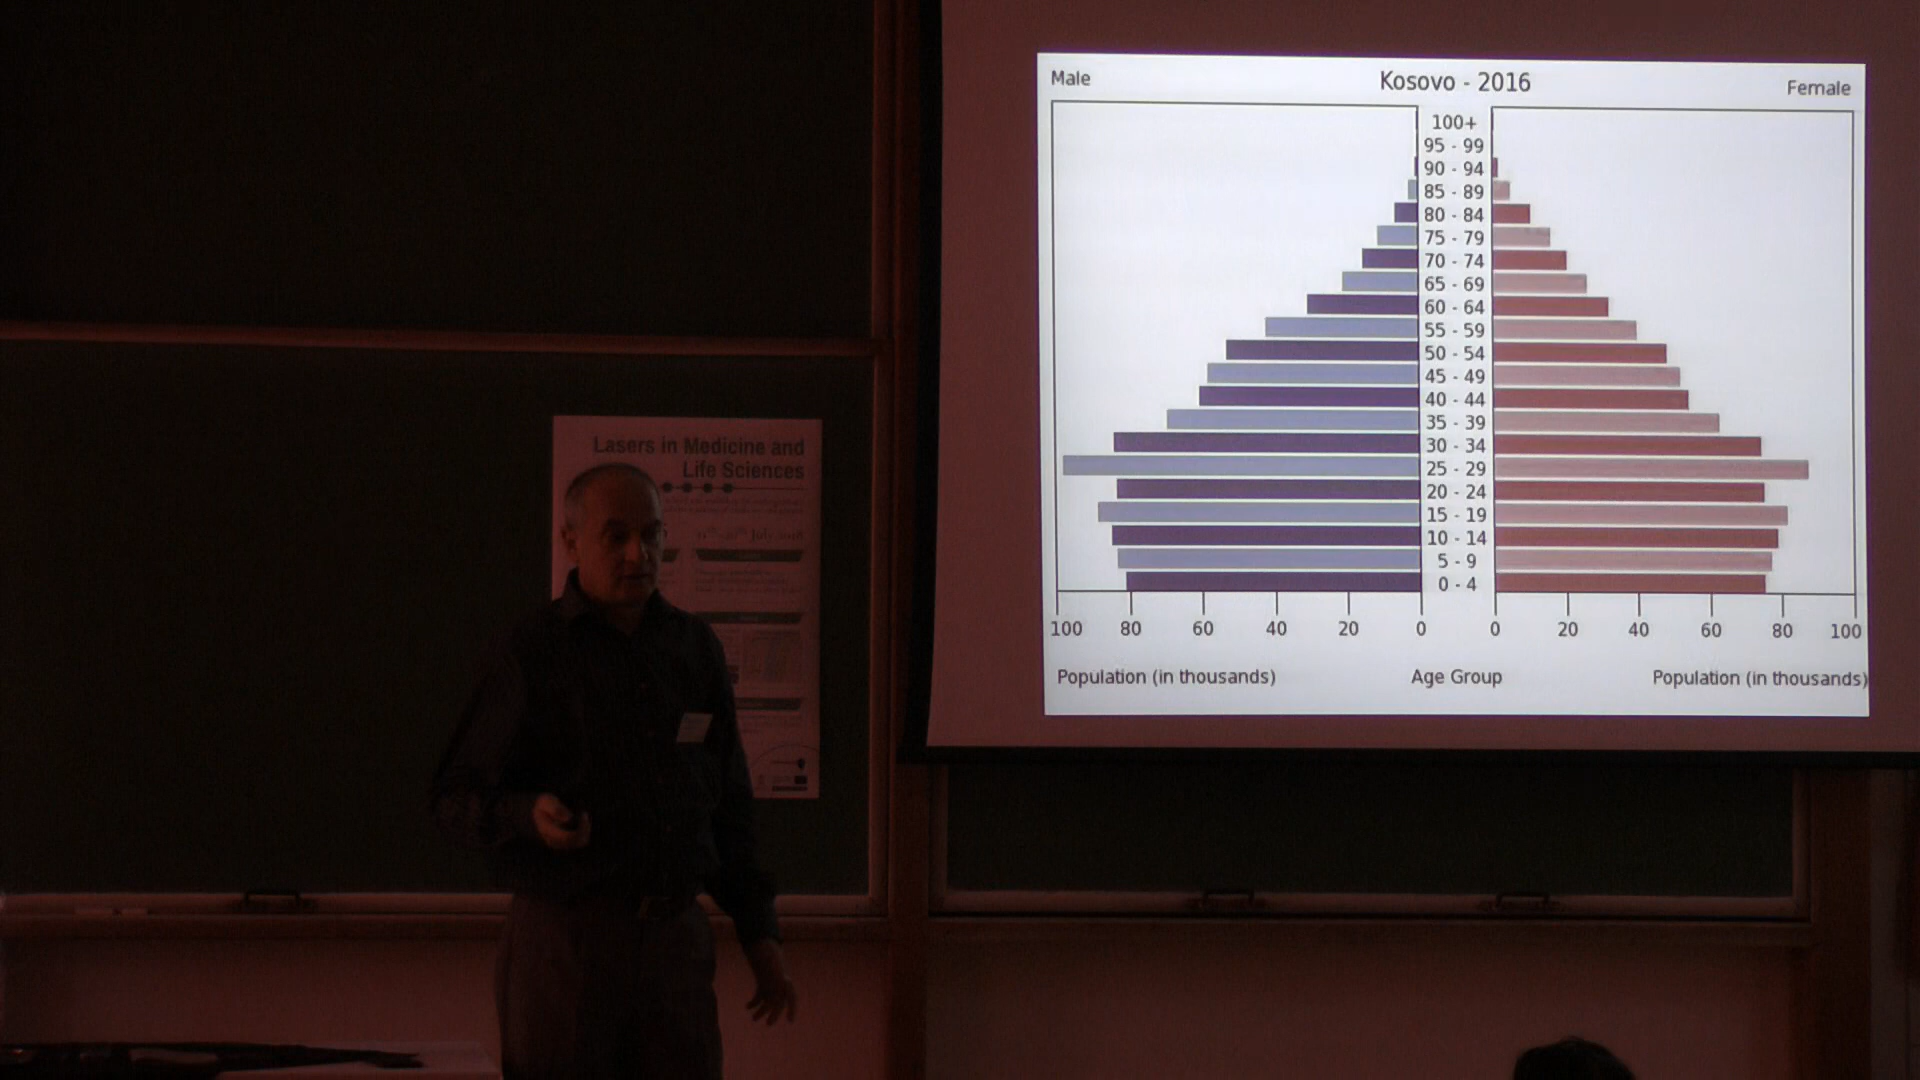 Male
Kosovo - 2016
Female
100+
95 - 99
90 - 94
85 - 89
80 - 84
75 - 79
70 - 74
65 - 69
60 - 64
55 - 59
50 - 54
45 - 49
40 - 44
35 - 39
30 - 34
25 - 29
20 - 24
15 - 19
10 - 14
5 - 9
0 - 4
100 80 60 40 20 0 0 20 40 60 80 100
Population (in thousands)
Age Group
Population (in thousands)
Lasers in Medicine and
Life Sciences